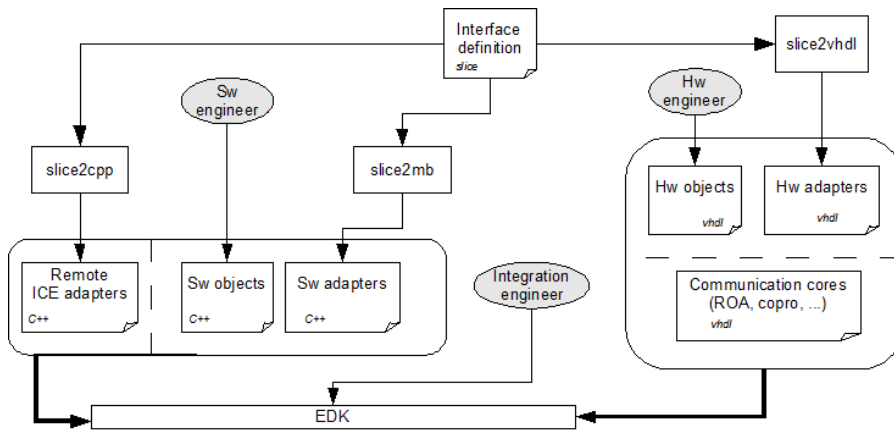 Interface
definition
slice
slice2vhdl
Sw
engineer
Hw
engineer
slice2cpp
slice2mb
Hw objects
vhdl
Hw adapters
vhdl
Remote
ICE adapters
C++
Sw objects
C++
Sw adapters
C++
Integration
engineer
Communication cores
(ROA, copro, ...)
vhdl
EDK